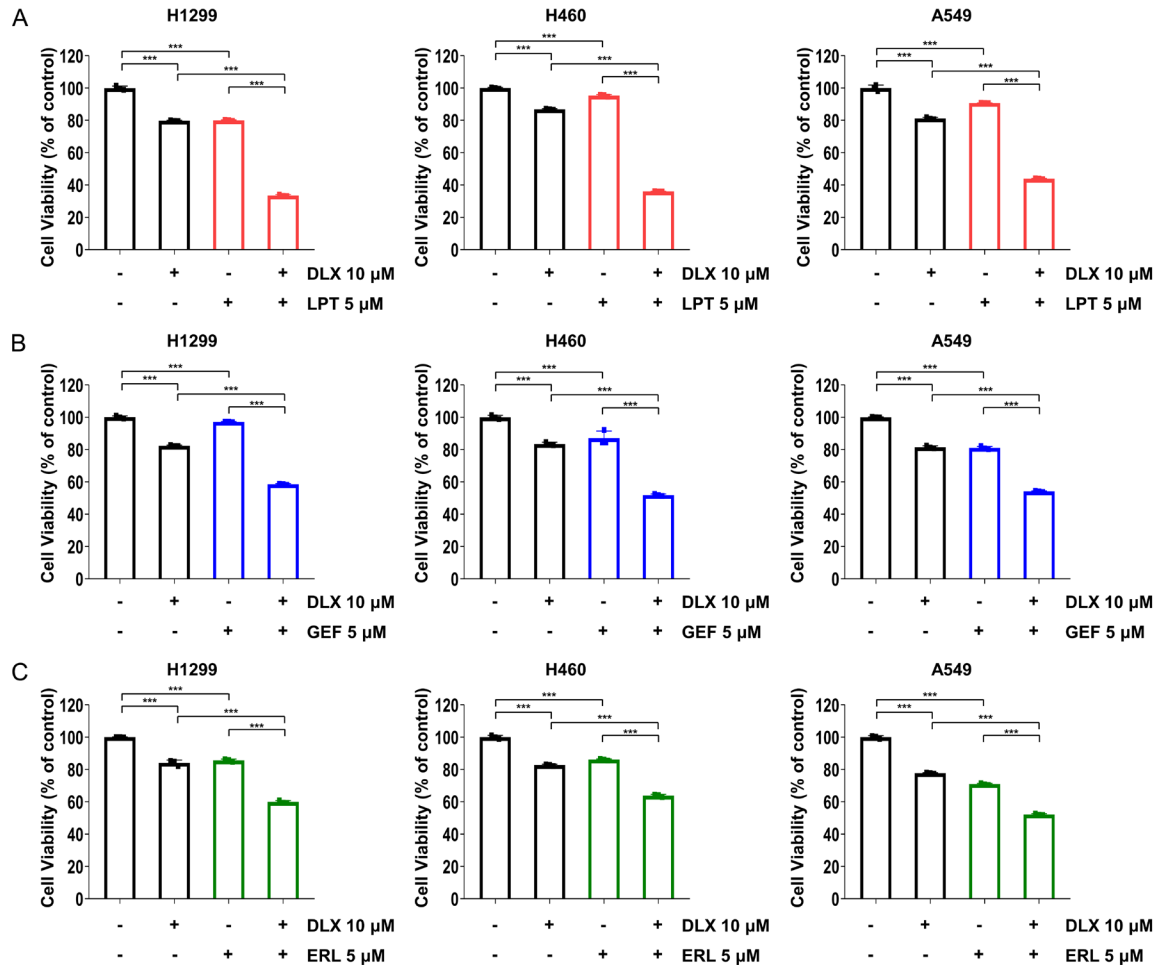 A
H1299 H460 A549
Cell Viability (% of control) Cell Viability (% of control) Cell Viability (% of control)
*** *** ***
*** *** *** *** *** ***
*** *** ***
120 120 120
100 100 100
80 80 80
60 60 60
40 40 40
20 20 20
0 0 0
- + - + DLX 10 µM - + - + DLX 10 µM - + - + DLX 10 µM
- - + + LPT 5 µM - - + + LPT 5 µM - - + + LPT 5 µM
B
H1299 H460 A549
Cell Viability (% of control) Cell Viability (% of control) Cell Viability (% of control)
*** *** ***
*** *** ***
*** *** ***
*** *** ***
120 120 120
100 100 100
80 80 80
60 60 60
40 40 40
20 20 20
0 0 0
- + - + DLX 10 µM - + - + DLX 10 µM - + - + DLX 10 µM
- - + + GEF 5 µM - - + + GEF 5 µM - - + + GEF 5 µM
C
H1299 H460 A549
Cell Viability (% of control) Cell Viability (% of control) Cell Viability (% of control)
*** *** ***
*** *** ***
*** *** ***
*** *** ***
120 120 120
100 100 100
80 80 80
60 60 60
40 40 40
20 20 20
0 0 0
- + - + DLX 10 µM - + - + DLX 10 µM - + - + DLX 10 µM
- - + + ERL 5 µM - - + + ERL 5 µM - - + + ERL 5 µM